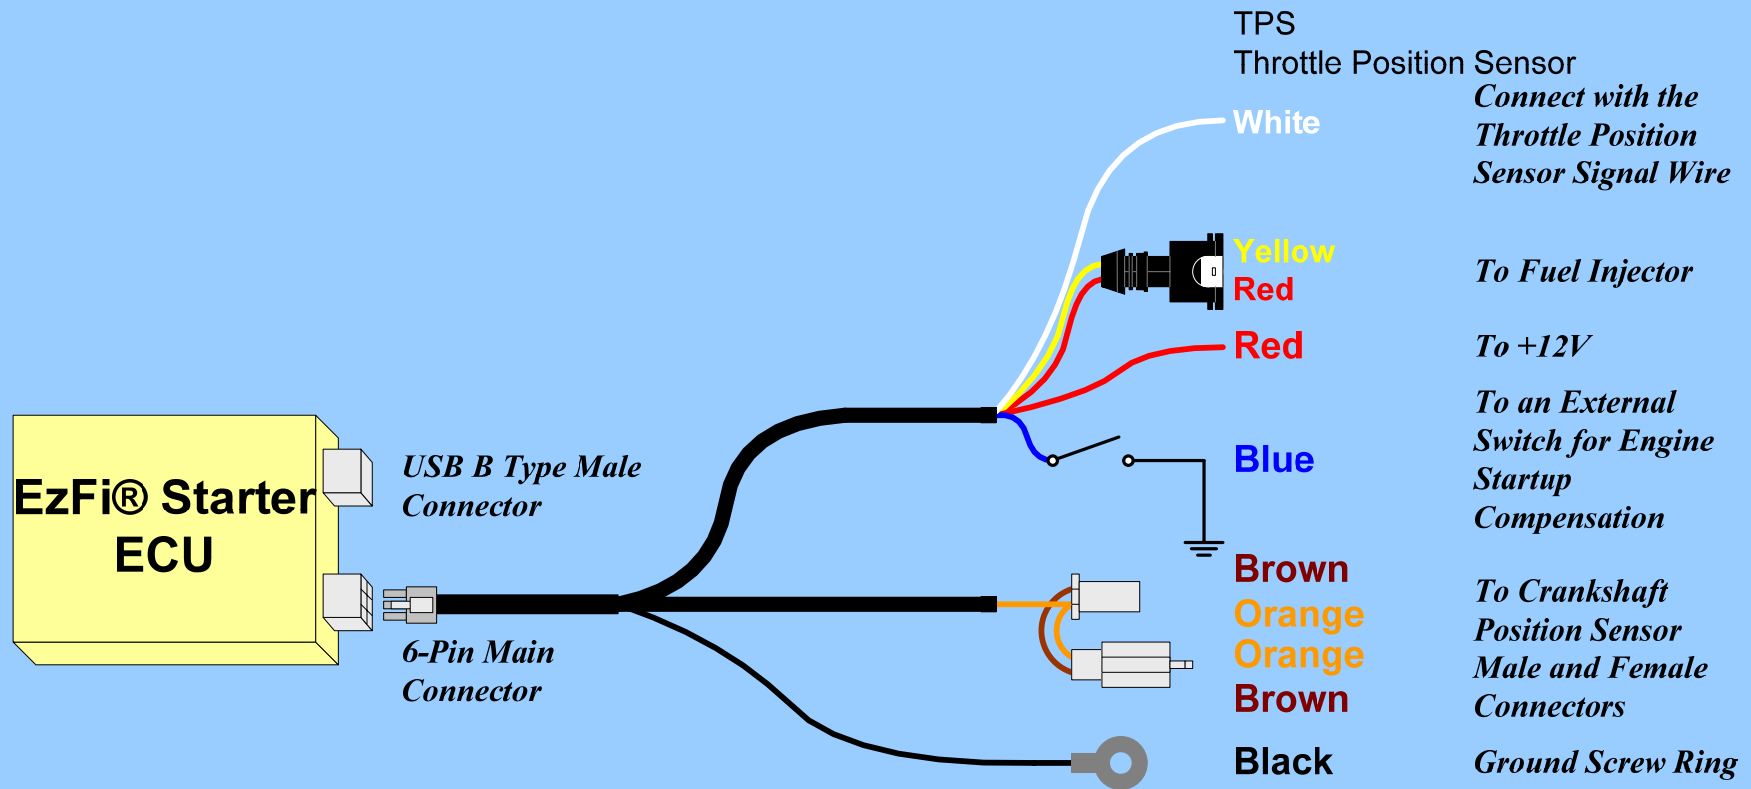 TPS
Throttle Position Sensor
White
Connect with the
Throttle Position
Sensor Signal Wire
Yellow
Red
To Fuel Injector
Red
To +12V
Blue
To an External
Switch for Engine
Startup
Compensation
EzFi® Starter
ECU
USB B Type Male
Connector
6-Pin Main
Connector
Brown
Orange
Orange
Brown
To Crankshaft
Position Sensor
Male and Female
Connectors
Black
Ground Screw Ring